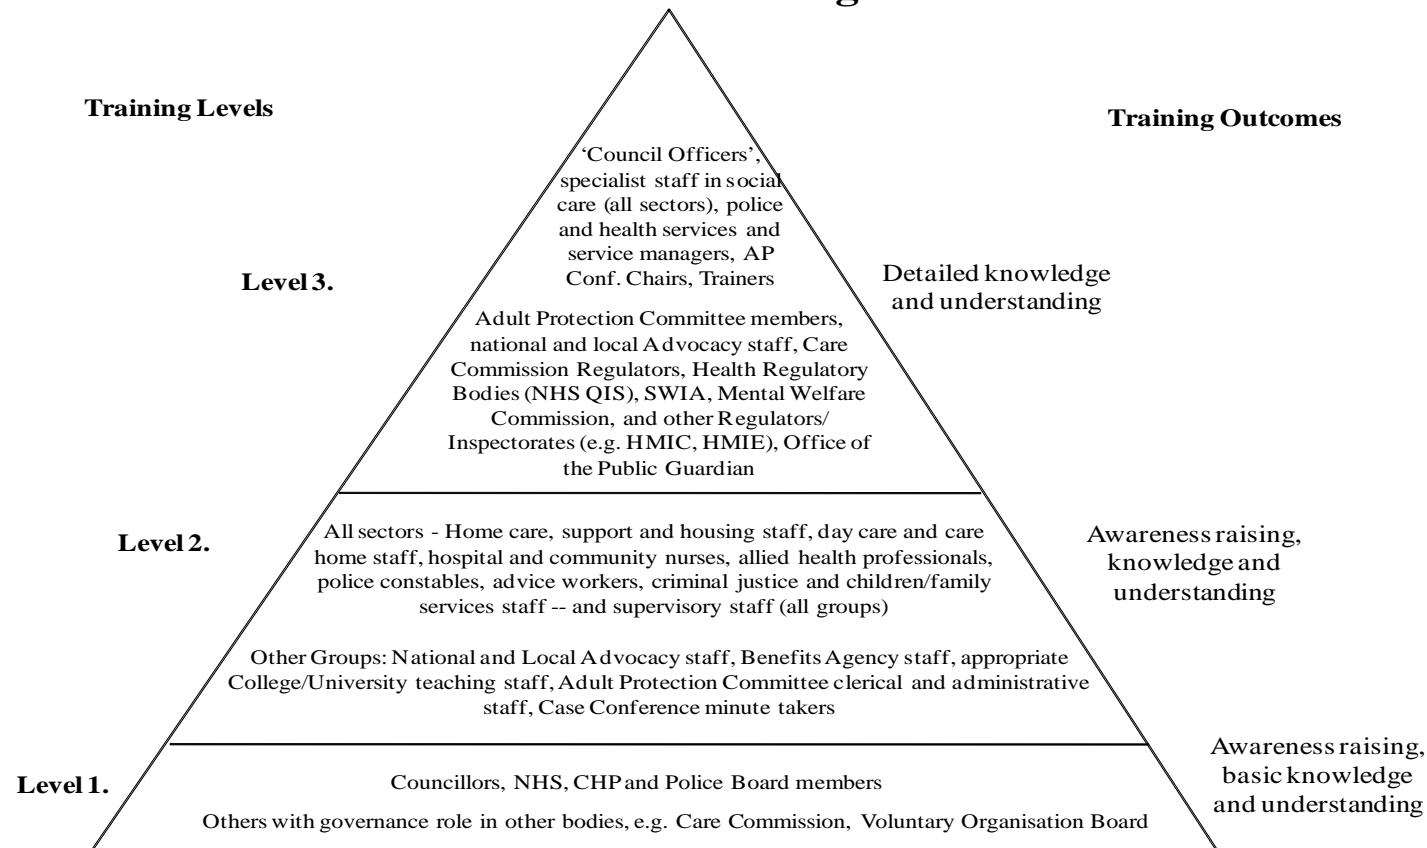 Training Levels
Training Outcomes
‘Council Officers’,
specialist staff in social
care (all sectors), police
and health services and
service managers, AP
Conf. Chairs, Trainers
Level 3.
Detailed knowledge
and understanding
Adult Protection Committee members,
national and local Advocacy staff, Care
Commission Regulators, Health Regulatory
Bodies (NHS QIS), SWIA, Mental Welfare
Commission, and other Regulators/
Inspectorates (e.g. HMIC, HMIE), Office of
the Public Guardian
Level 2.
All sectors - Home care, support and housing staff, day care and care
home staff, hospital and community nurses, allied health professionals,
police constables, advice workers, criminal justice and children/family
services staff -- and supervisory staff (all groups)
Awareness raising,
knowledge and
understanding
Other Groups: National and Local Advocacy staff, Benefits Agency staff, appropriate
College/University teaching staff, Adult Protection Committee clerical and administrative
staff, Case Conference minute takers
Level 1.
Councillors, NHS, CHP and Police Board members
Others with governance role in other bodies, e.g. Care Commission, Voluntary Organisation Board
Awareness raising,
basic knowledge
and understanding